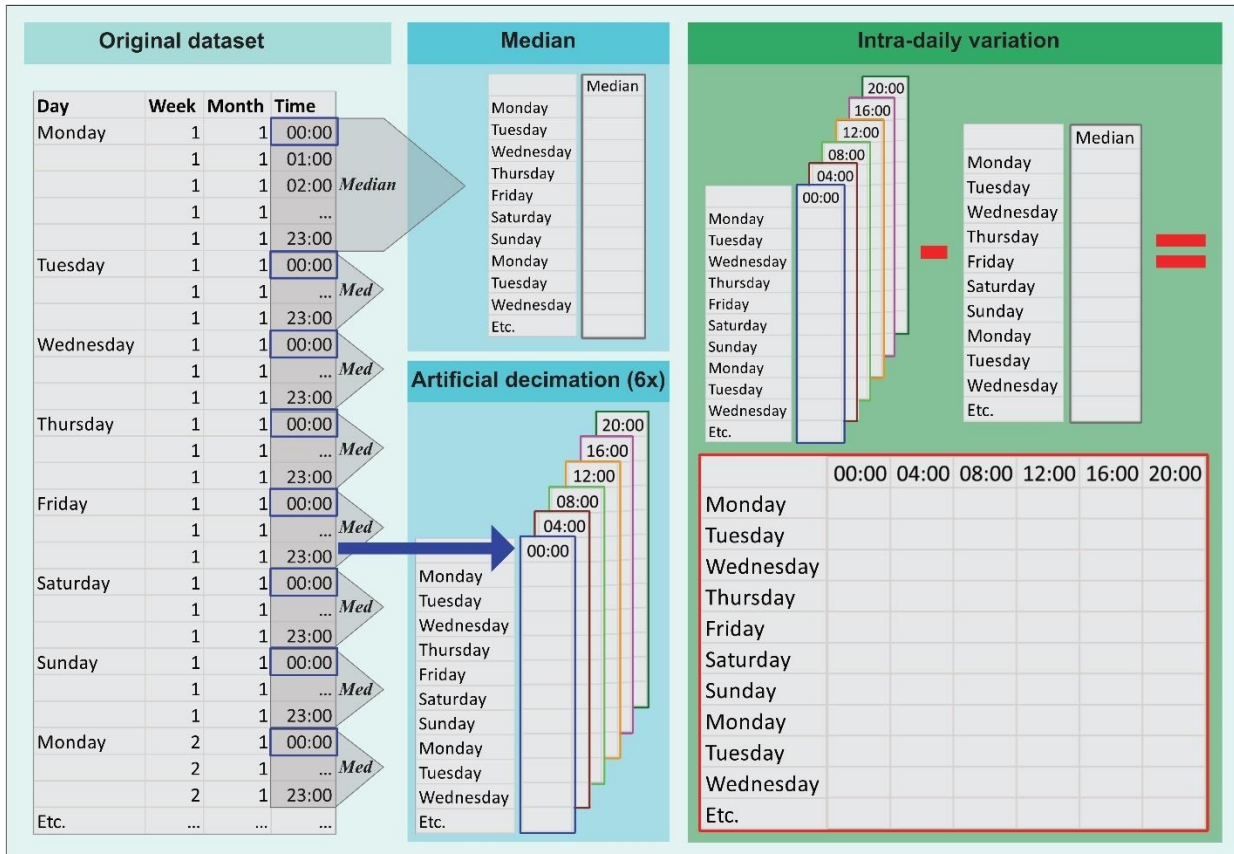 Original dataset
Day Week Month Time
Monday 1 1 00:00
1 1 01:00
1 1 02:00 Median
1 1 ...
1 1 23:00
Tuesday 1 1 00:00
1 1 ... Med
1 1 23:00
Wednesday 1 1 00:00
1 1 ... Med
1 1 23:00
Thursday 1 1 00:00
1 1 ... Med
1 1 23:00
Friday 1 1 00:00
1 1 ... Med
1 1 23:00
Saturday 1 1 00:00
1 1 ... Med
1 1 23:00
Sunday 1 1 00:00
1 1 ... Med
1 1 23:00
Monday 2 1 00:00
2 1 ... Med
2 1 23:00
Etc. ... ... ...
Median
Median
Monday
Tuesday
Wednesday
Thursday
Friday
Saturday
Sunday
Monday
Tuesday
Wednesday
Etc.
Artificial decimation (6x)
20:00
16:00
12:00
08:00
04:00
00:00
Monday
Tuesday
Wednesday
Thursday
Friday
Saturday
Sunday
Monday
Tuesday
Wednesday
Etc.
Intra-daily variation
20:00
16:00
12:00
08:00
04:00
00:00
Monday
Tuesday
Wednesday
Thursday
Friday
Saturday
Sunday
Monday
Tuesday
Wednesday
Etc.
-
Median
Monday
Tuesday
Wednesday
Thursday
Friday
Saturday
Sunday
Monday
Tuesday
Wednesday
Etc.
=
00:00 04:00 08:00 12:00 16:00 20:00
Monday
Tuesday
Wednesday
Thursday
Friday
Saturday
Sunday
Monday
Tuesday
Wednesday
Etc.